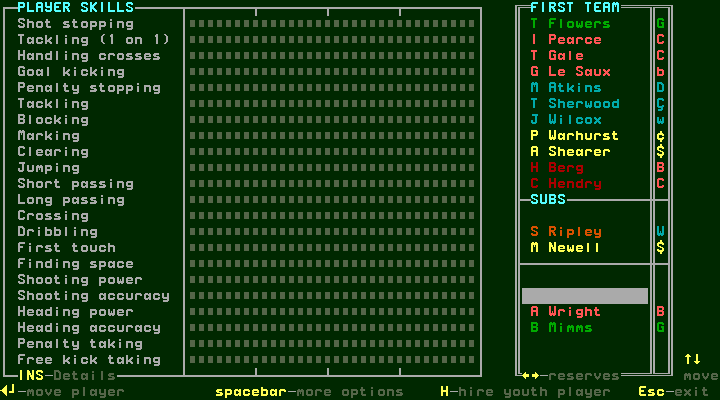 PLAYER SKILLS
Shot stopping
Tackling (1 on 1)
Handling crosses
Goal kicking
Penalty stopping
Tackling
Blocking
Marking
Clearing
Jumping
Short passing
Long passing
Crossing
Dribbling
First touch
Finding space
Shooting power
Shooting accuracy
Heading power
Heading accuracy
Penalty taking
Free kick taking
INS-Details
FIRST TEAM
T Flowers G
I Pearce C
T Gale C
G Le Saux b
M Atkins D
T Sherwood Ç
J Wilcox w
P Warhurst ¢
A Shearer $
H Berg B
C Hendry C
SUBS
S Ripley W
M Newell $
A Wright B
B Mimms G
↔-reservers
↑↓
↵-move player
spacebar-more options
H-hire youth player
move
Esc-exit